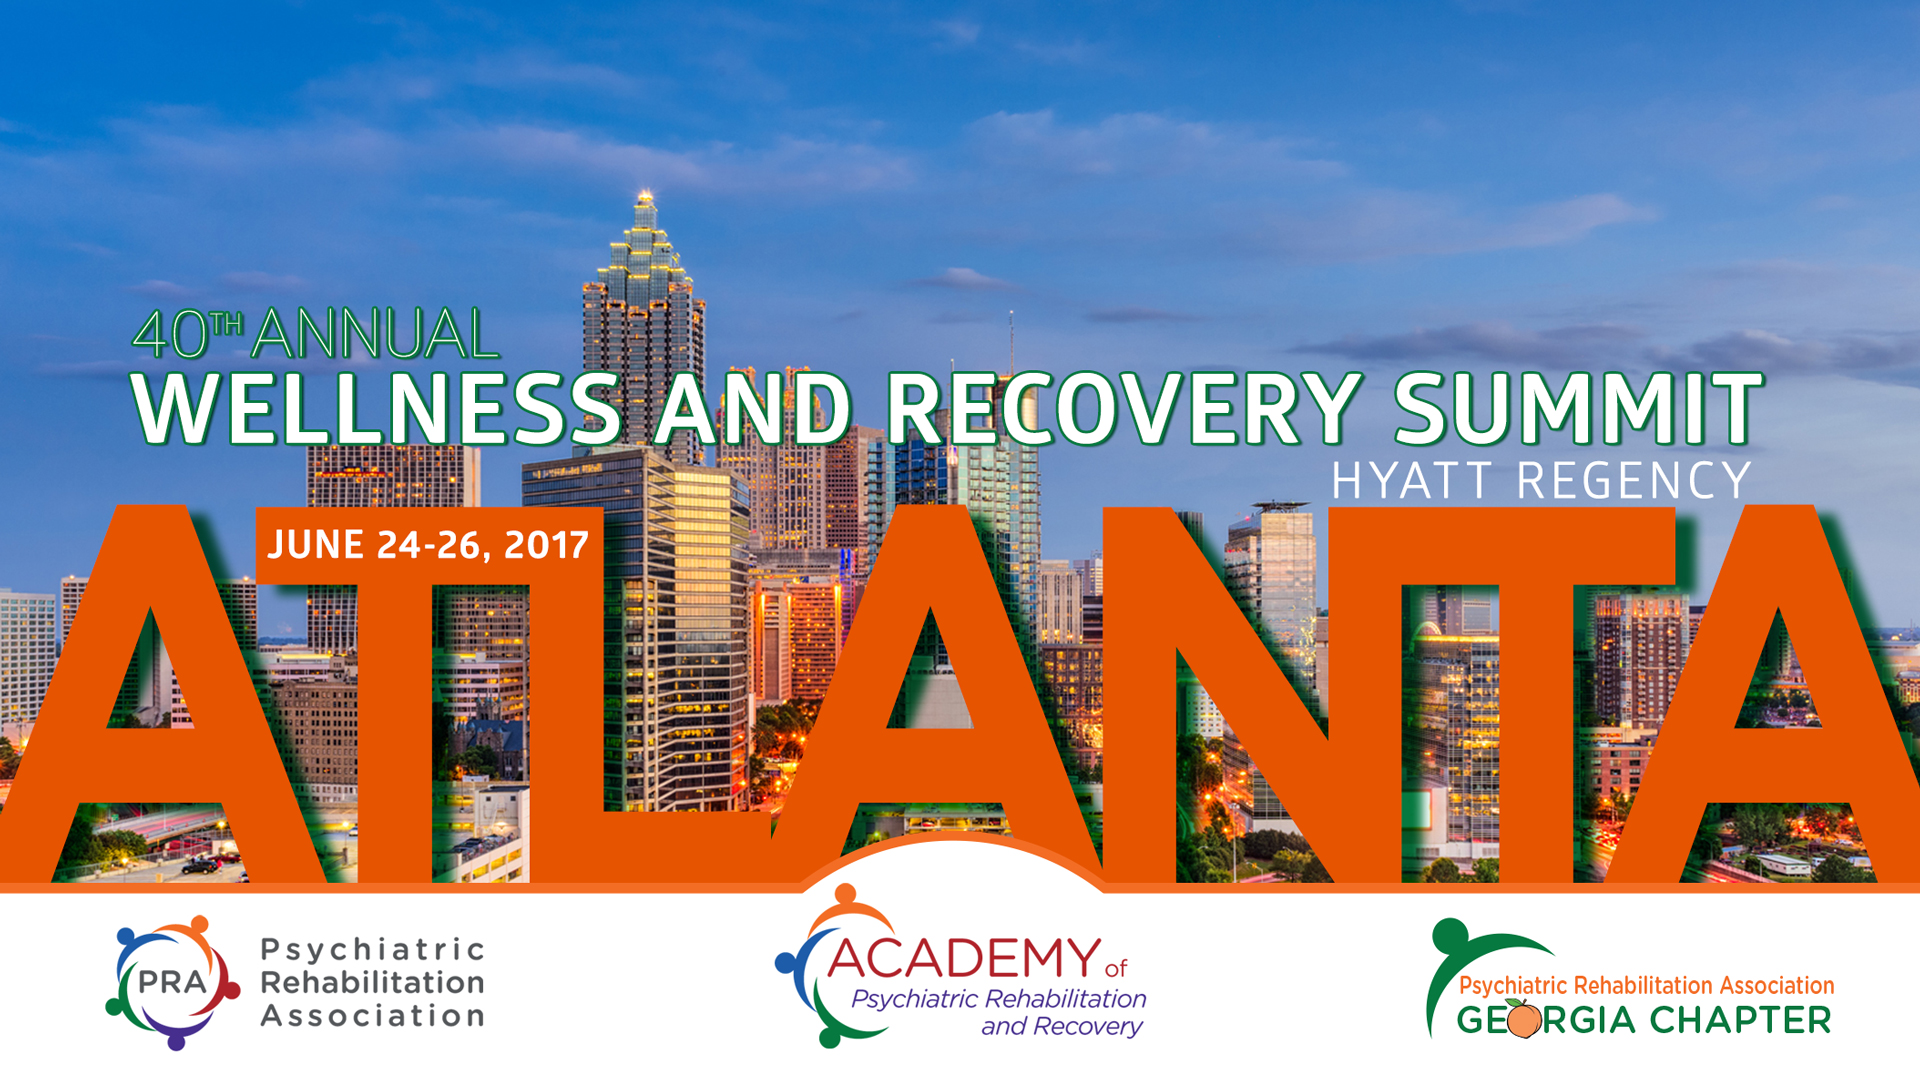 40TH ANNUAL
WELLNESS AND RECOVERY SUMMIT
HYATT REGENCY
JUNE 24-26, 2017
ATLANTA
PRA
Psychiatric
Rehabilitation
Association
ACADEMY of
Psychiatric Rehabilitation
and Recovery
Psychiatric Rehabilitation Association
GEORGIA CHAPTER